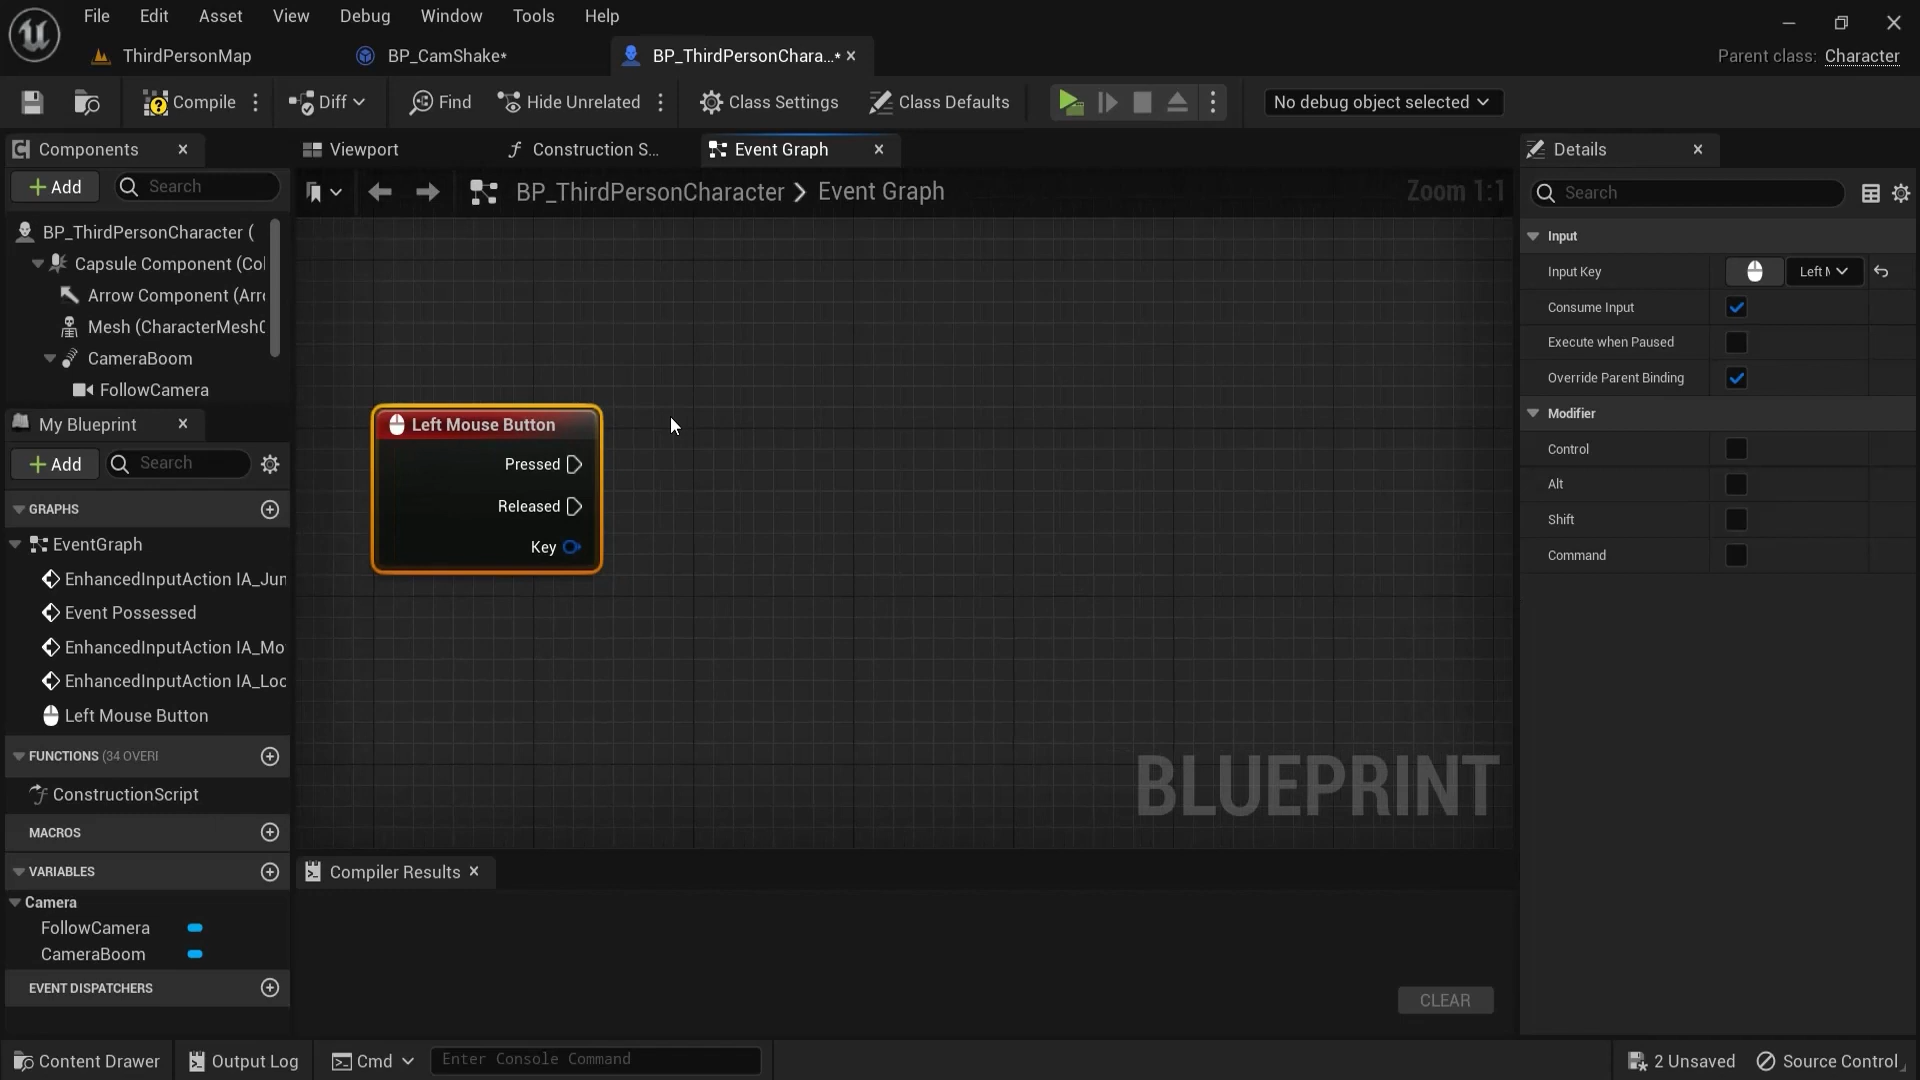 File Edit Asset View Debug Window Tools Help
ThirdPersonMap
BP_CamShake*
BP_ThirdPersonChara...*
Parent class: Character
Compile
Diff
Find
Hide Unrelated
Class Settings
Class Defaults
No debug object selected
Components
Viewport
Construction S...
Event Graph
Details
Add
Search
BP_ThirdPersonCharacter > Event Graph
Zoom 1:1
Search
BP_ThirdPersonCharacter (
Capsule Component (Col
Arrow Component (Arr
Mesh (CharacterMesh
CameraBoom
FollowCamera
Input
Input Key
Left
Consume Input
Execute when Paused
Override Parent Binding
Modifier
Control
Alt
Shift
Command
Left Mouse Button
Pressed
Released
Key
My Blueprint
Add
Search
GRAPHS
EventGraph
EnhancedInputAction IA_Jun
Event Possessed
EnhancedInputAction IA_Mo
EnhancedInputAction IA_Loc
Left Mouse Button
FUNCTIONS (34 OVERI
ConstructionScript
MACROS
VARIABLES
Camera
FollowCamera
CameraBoom
EVENT DISPATCHERS
BLUEPRINT
Compiler Results
CLEAR
Content Drawer
Output Log
Cmd
Enter Console Command
2 Unsaved
Source Control